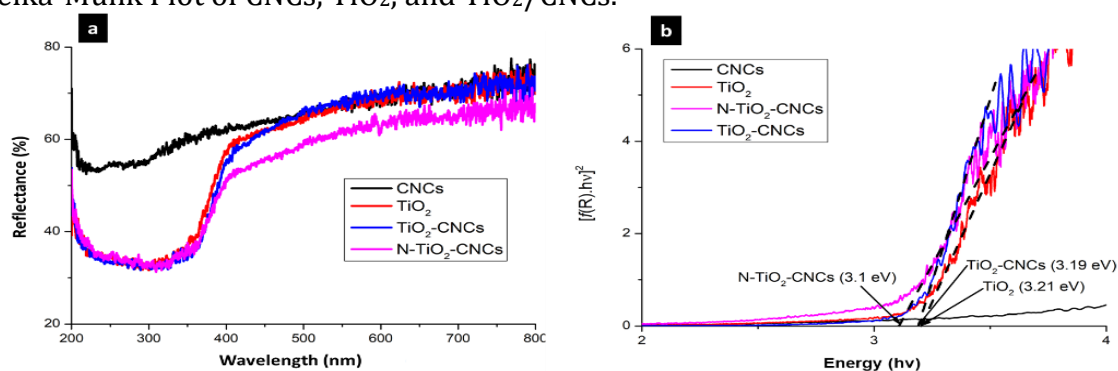 elka-Munk Plot of CNCs, TiO₂, and TiO₂/CNCs.
a
80
60
40
20
200 300 400 500 600 700 800
Reflectance (%)
Wavelength (nm)
CNCs
TiO₂
TiO₂-CNCs
N-TiO₂-CNCs
b
6
4
2
0
2 3 4
[f(R).hv]²
Energy (hv)
CNCs
TiO₂
N-TiO₂-CNCs
TiO₂-CNCs
N-TiO₂-CNCs (3.1 eV)
TiO₂-CNCs (3.19 eV)
TiO₂ (3.21 eV)